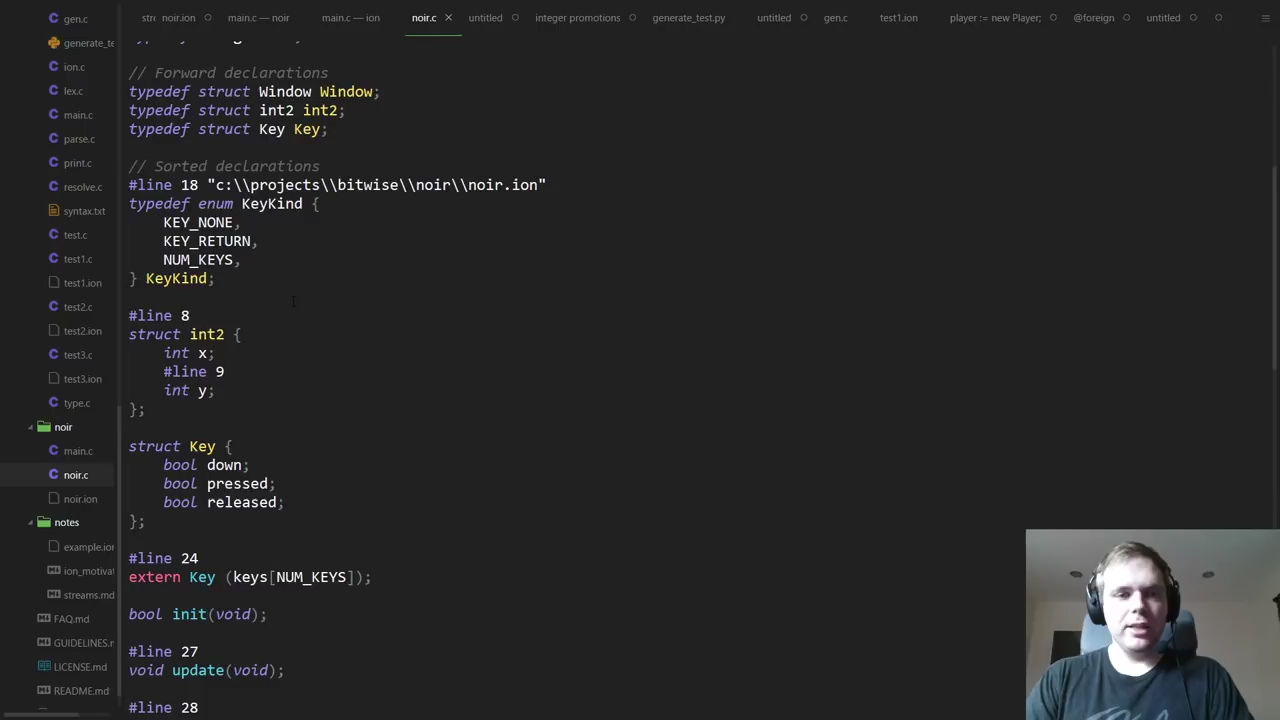 gen.c
generate_te
ion.c
lex.c
main.c
parse.c
print.c
resolve.c
syntax.txt
test.c
test1.c
test1.ion
test2.c
test2.ion
test3.c
test3.ion
type.c
noir
main.c
noir.c
noir.ion
notes
example.ion
ion_motivat
streams.md
FAQ.md
GUIDELINES.m
LICENSE.md
README.md
noir.ion
main.c — noir
main.c — ion
noir.c
untitled
integer promotions
generate_test.py
untitled
gen.c
test1.ion
player := new Player;
@foreign
untitled
// Forward declarations
typedef struct Window Window;
typedef struct int2 int2;
typedef struct Key Key;
// Sorted declarations
#line 18 "c:\\projects\\bitwise\\noir\\noir.ion"
typedef enum KeyKind {
KEY_NONE,
KEY_RETURN,
NUM_KEYS,
} KeyKind;
#line 8
struct int2 {
int x;
#line 9
int y;
};
struct Key {
bool down;
bool pressed;
bool released;
};
#line 24
extern Key (keys[NUM_KEYS]);
bool init(void);
#line 27
void update(void);
#line 28